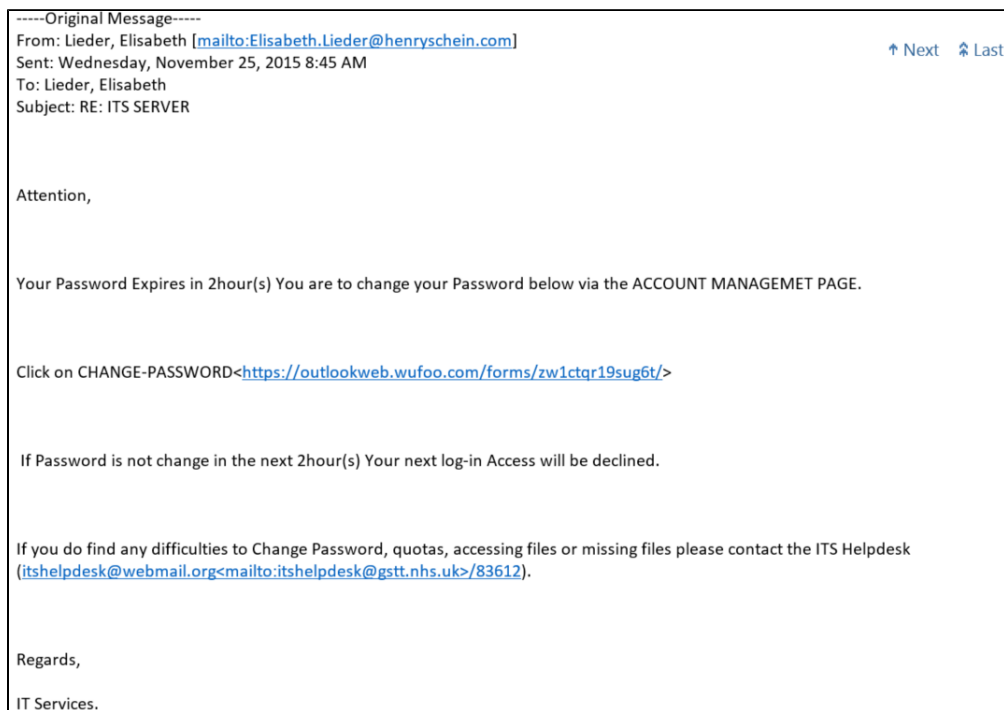 -----Original Message-----
From: Lieder, Elisabeth [mailto:Elisabeth.Lieder@henryschein.com]
Sent: Wednesday, November 25, 2015 8:45 AM
To: Lieder, Elisabeth
Subject: RE: ITS SERVER
Next Last
Attention,
Your Password Expires in 2hour(s) You are to change your Password below via the ACCOUNT MANAGEMET PAGE.
Click on CHANGE-PASSWORD<https://outlookweb.wufoo.com/forms/zw1ctqr19sug6t/>
If Password is not change in the next 2hour(s) Your next log-in Access will be declined.
If you do find any difficulties to Change Password, quotas, accessing files or missing files please contact the ITS Helpdesk
(itshelpdesk@webmail.org<mailto:itshelpdesk@gstt.nhs.uk>/83612).
Regards,
IT Services.